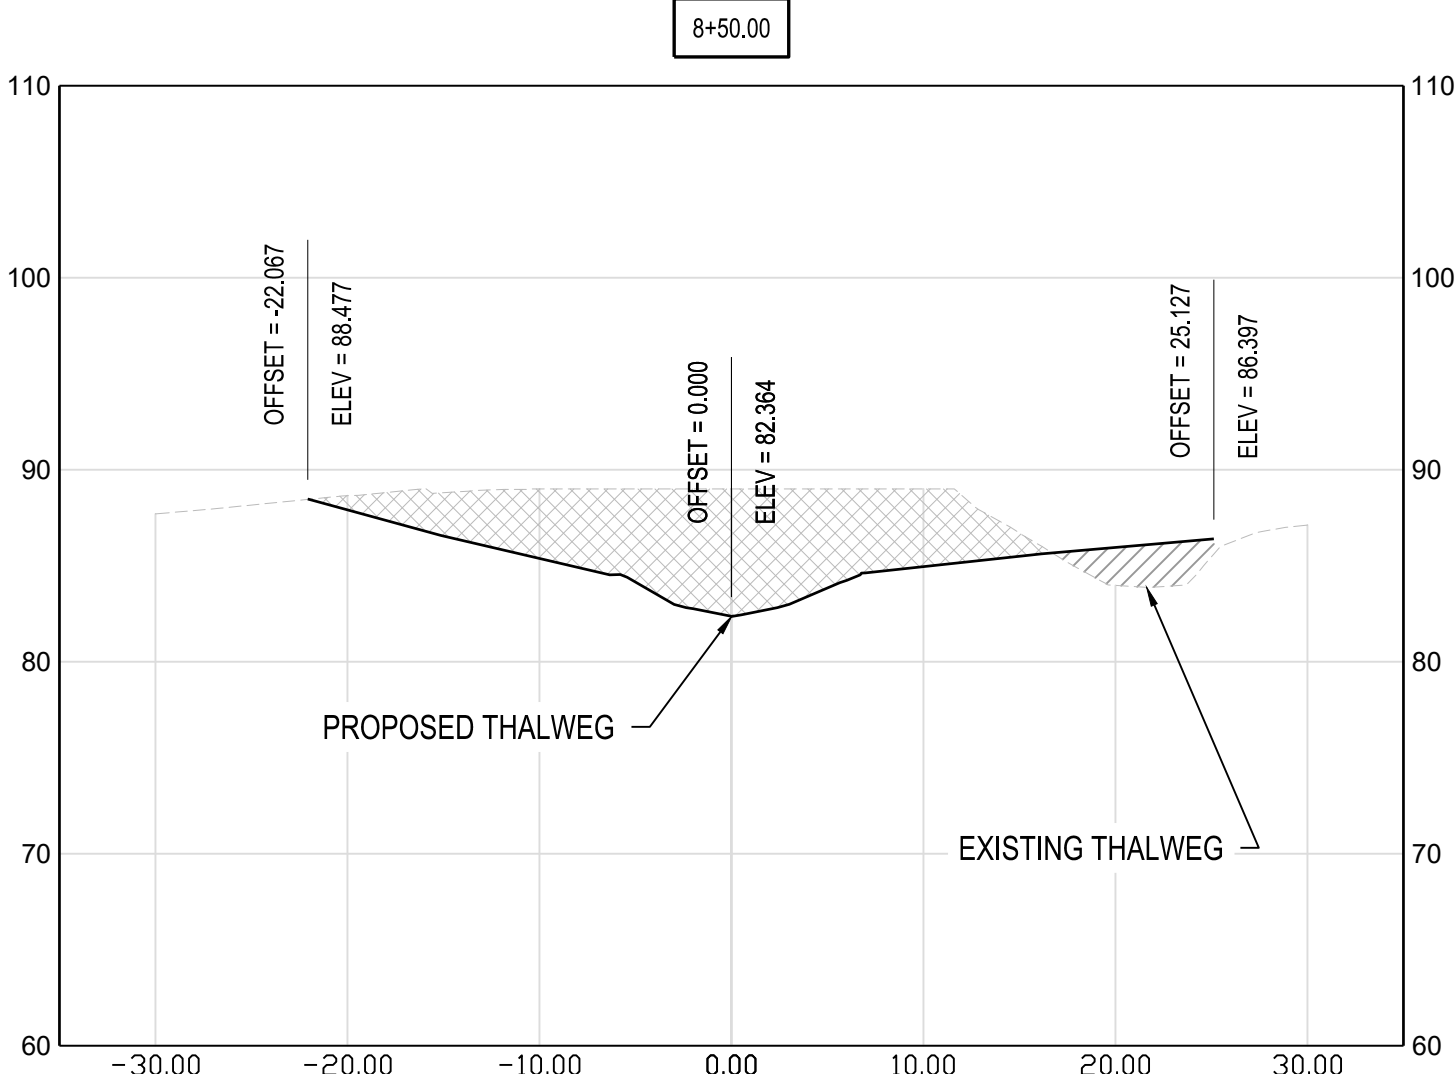 8+50.00
110
110
OFFSET = -22.067
ELEV = 88.477
100
100
OFFSET = 25.127
ELEV = 86.397
OFFSET = 0.000
ELEV = 82.364
90
90
80
80
PROPOSED THALWEG
EXISTING THALWEG
70
70
60
60
-30.00
-20.00
-10.00
0.00
10.00
20.00
30.00